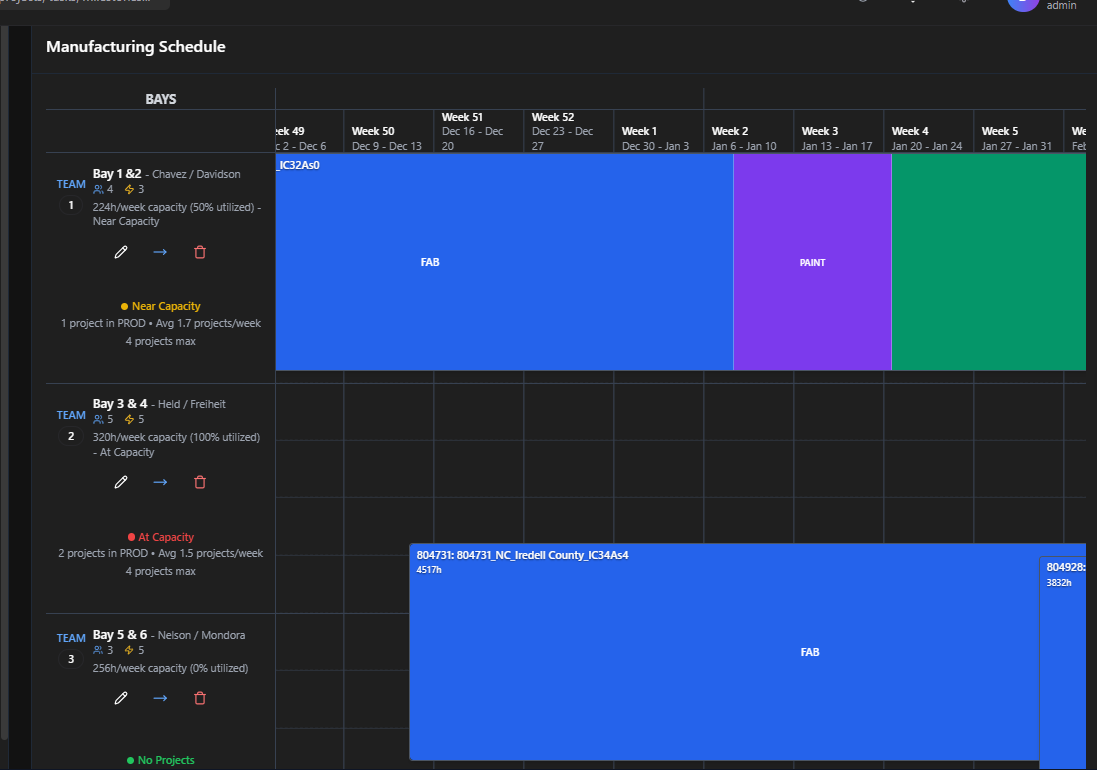 admin
Manufacturing Schedule
BAYS
Week 50
Dec 9 - Dec 13
Week 51
Dec 16 - Dec
20
Week 52
Dec 23 - Dec
27
Week 1
Dec 30 - Jan 3
Week 2
Jan 6 - Jan 10
Week 3
Jan 13 - Jan 17
Week 4
Jan 20 - Jan 24
Week 5
Jan 27 - Jan 31
49
2 - Dec 6
TEAM
1
Bay 1 &2 - Chavez / Davidson
4 3
224h/week capacity (50% utilized) -
Near Capacity
Near Capacity
1 project in PROD • Avg 1.7 projects/week
4 projects max
_IC32As0
FAB
PAINT
TEAM
2
Bay 3 & 4 - Held / Freiheit
5 5
320h/week capacity (100% utilized)
- At Capacity
At Capacity
2 projects in PROD • Avg 1.5 projects/week
4 projects max
804731: 804731_NC_Iredell County_IC34As4
4517h
FAB
804928:
3832h
TEAM
3
Bay 5 & 6 - Nelson / Mondora
3 5
256h/week capacity (0% utilized)
No Projects